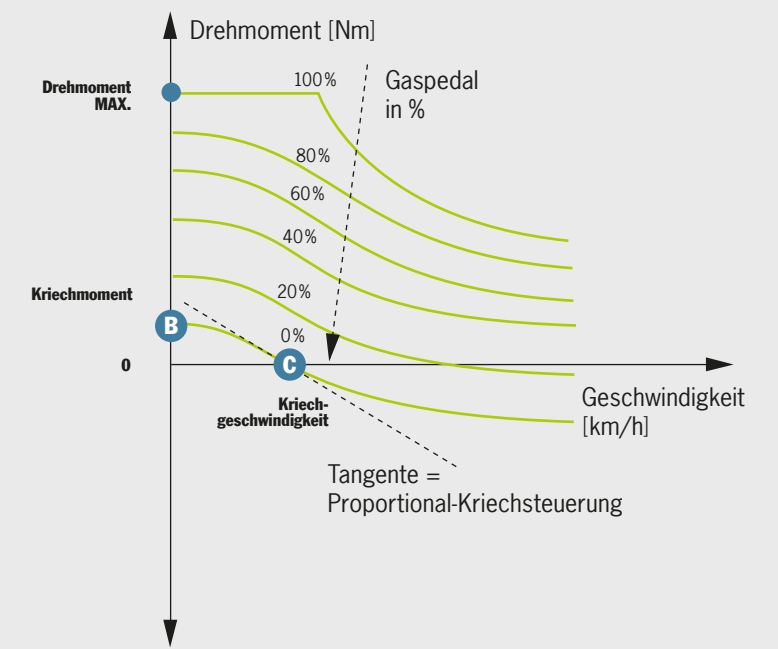 Drehmoment [Nm]
Drehmoment
MAX.
100%
Gaspedal
in %
80%
60%
40%
Kriechmoment
20%
B
0%
0
C
Kriech-
geschwindigkeit
Geschwindigkeit
[km/h]
Tangente =
Proportional-Kriechsteuerung